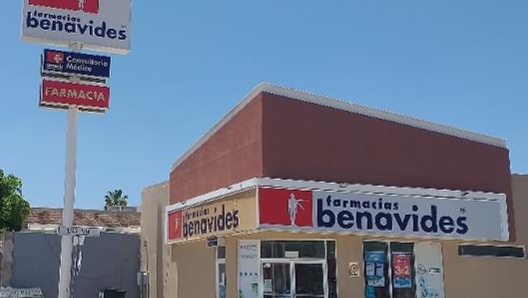 farmacias
benavides
Consultorio
Médico
FARMACIA
farmacias
benavides
farmacias
benavides